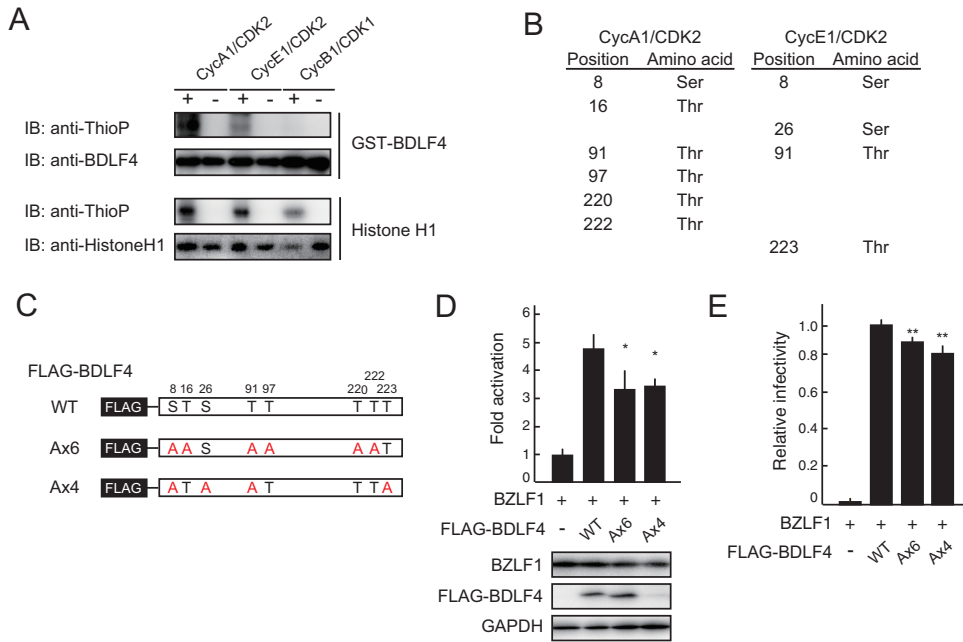 A
CycA1/CDK2 CycE1/CDK2 CycB1/CDK1
+ - + - + -
IB: anti-ThioP
IB: anti-BDLF4
GST-BDLF4
IB: anti-ThioP
IB: anti-HistoneH1
Histone H1
B
CycA1/CDK2 CycE1/CDK2
Position Amino acid Position Amino acid
8 Ser 8 Ser
16 Thr
26 Ser
91 Thr 91 Thr
97 Thr
220 Thr
222 Thr
223 Thr
C
FLAG-BDLF4
8 16 26 91 97 220 222 223
WT FLAG S T S T T T T T
Ax6 FLAG A A S A A A A T
Ax4 FLAG A T A A T T T A
D
Fold activation
6
5
4
3
2
1
0
* *
BZLF1 + + + +
FLAG-BDLF4 - WT Ax6 Ax4
BZLF1
FLAG-BDLF4
GAPDH
E
Relative infectivity
1.0
0.8
0.6
0.4
0.2
0
** **
BZLF1 + + + +
FLAG-BDLF4 - WT Ax6 Ax4